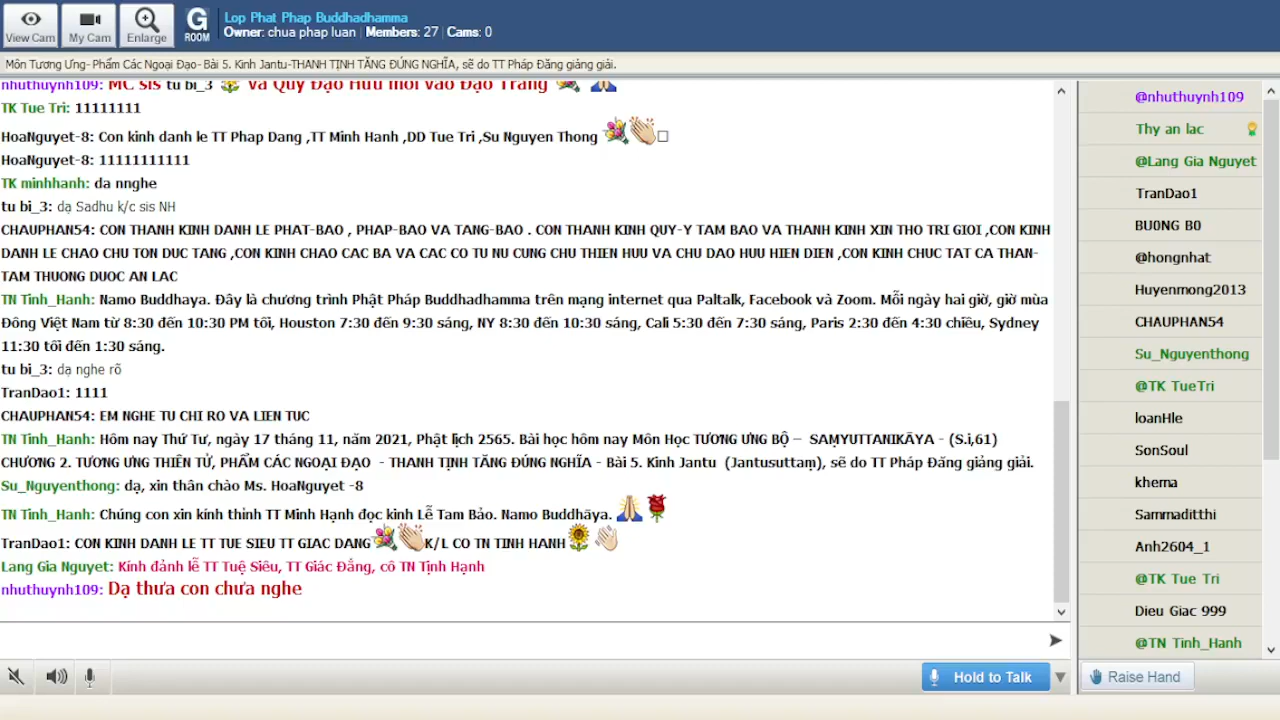 View Cam
My Cam
Enlarge
G
ROOM
Lop Phat Phap Buddhadhamma
Owner: chua phap luan | Members: 27 | Cams: 0
Môn Tương Ưng- Phẩm Các Ngoại Đạo- Bài 5. Kinh Jantu-THANH TỊNH TĂNG ĐÚNG NGHĨA, sẽ do TT Pháp Đăng giảng giải.
nhuthuynh109: MC sis tu bi_3 và Quý Đạo Hữu mới vào Đạo Tràng
TK Tue Tri: 11111111
HoaNguyet-8: Con kinh danh le TT Phap Dang ,TT Minh Hanh ,DD Tue Tri ,Su Nguyen Thong
HoaNguyet-8: 11111111111
TK minhhanh: da nnghe
tu bi_3: dạ Sadhu k/c sis NH
CHAUPHAN54: CON THANH KINH DANH LE PHAT-BAO , PHAP-BAO VA TANG-BAO . CON THANH KINH QUY-Y TAM BAO VA THANH KINH XIN THO TRI GIOI ,CON KINH
DANH LE CHAO CHU TON DUC TANG ,CON KINH CHAO CAC BA VA CAC CO TU NU CUNG CHU THIEN HUU VA CHU DAO HUU HIEN DIEN ,CON KINH CHUC TAT CA THAN-
TAM THUONG DUOC AN LAC
TN Tinh_Hanh: Namo Buddhaya. Đây là chương trình Phật Pháp Buddhadhamma trên mạng internet qua Paltalk, Facebook và Zoom. Mỗi ngày hai giờ, giờ mùa
Đông Việt Nam từ 8:30 đến 10:30 PM tối, Houston 7:30 đến 9:30 sáng, NY 8:30 đến 10:30 sáng, Cali 5:30 đến 7:30 sáng, Paris 2:30 đến 4:30 chiều, Sydney
11:30 tối đến 1:30 sáng.
tu bi_3: dạ nghe rõ
TranDao1: 1111
CHAUPHAN54: EM NGHE TU CHI RO VA LIEN TUC
TN Tinh_Hanh: Hôm nay Thứ Tư, ngày 17 tháng 11, năm 2021, Phật lịch 2565. Bài học hôm nay Môn Học TƯƠNG ƯNG BỘ – SAṂYUTTANIKĀYA - (S.i,61)
CHƯƠNG 2. TƯƠNG ƯNG THIÊN TỬ, PHẨM CÁC NGOẠI ĐẠO - THANH TỊNH TĂNG ĐÚNG NGHĨA - Bài 5. Kinh Jantu (Jantusuttaṃ), sẽ do TT Pháp Đăng giảng giải.
Su_Nguyenthong: dạ, xin thân chào Ms. HoaNguyet -8
TN Tinh_Hanh: Chúng con xin kính thỉnh TT Minh Hạnh đọc kinh Lễ Tam Bảo. Namo Buddhāya.
TranDao1: CON KINH DANH LE TT TUE SIEU TT GIAC DANG K/L CO TN TINH HANH
Lang Gia Nguyet: Kính đảnh lễ TT Tuệ Siêu, TT Giác Đẳng, cô TN Tịnh Hạnh
nhuthuynh109: Dạ thưa con chưa nghe
@nhuthuynh109
Thy an lac
@Lang Gia Nguyet
TranDao1
BU0NG B0
@hongnhat
Huyenmong2013
CHAUPHAN54
Su_Nguyenthong
@TK TueTri
loanHle
SonSoul
khema
Sammaditthi
Anh2604_1
@TK Tue Tri
Dieu Giac 999
@TN Tinh_Hanh
Hold to Talk
Raise Hand